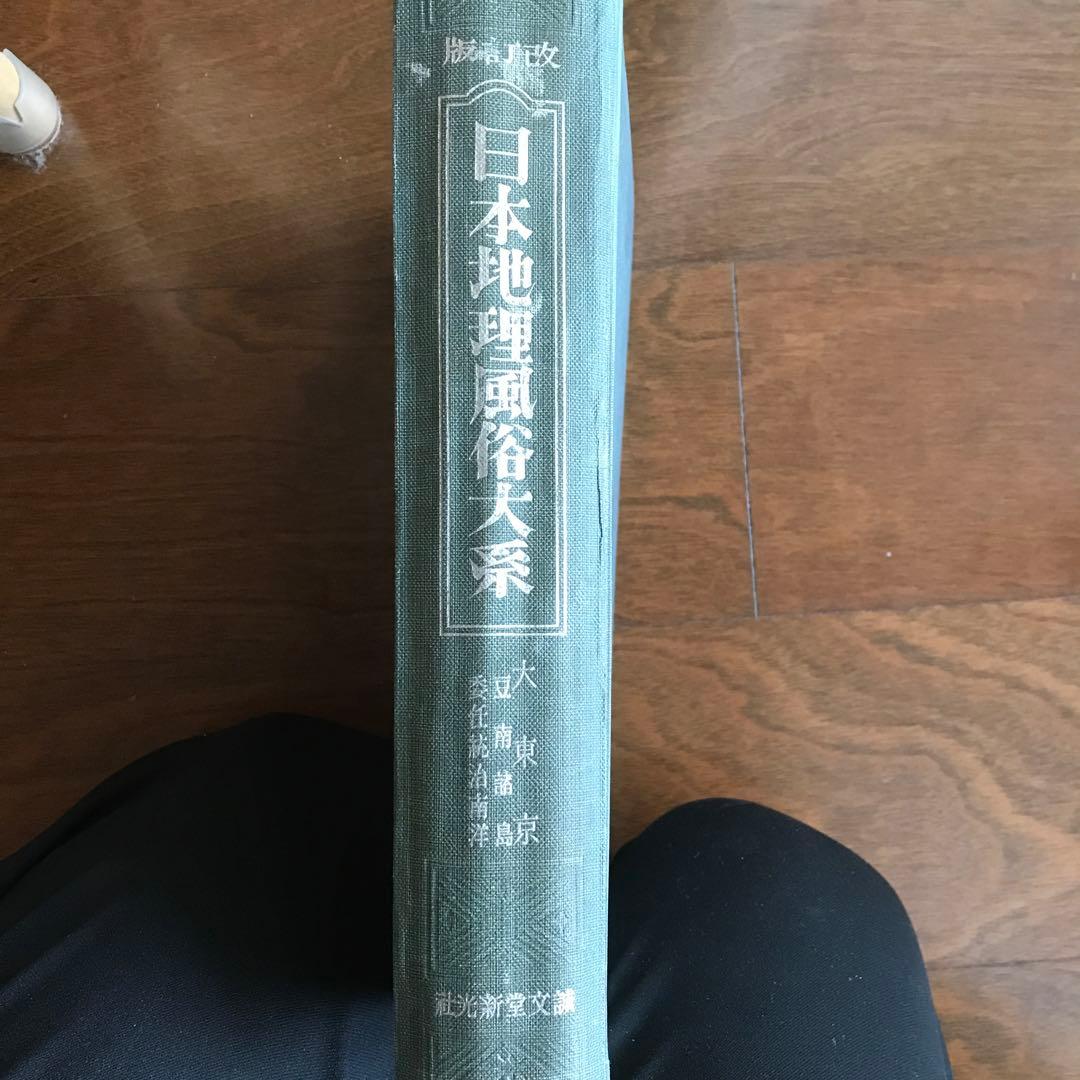 改訂版
日本地理風俗大系
大東京
豆南諸島
委任統治南洋
誠文堂新光社